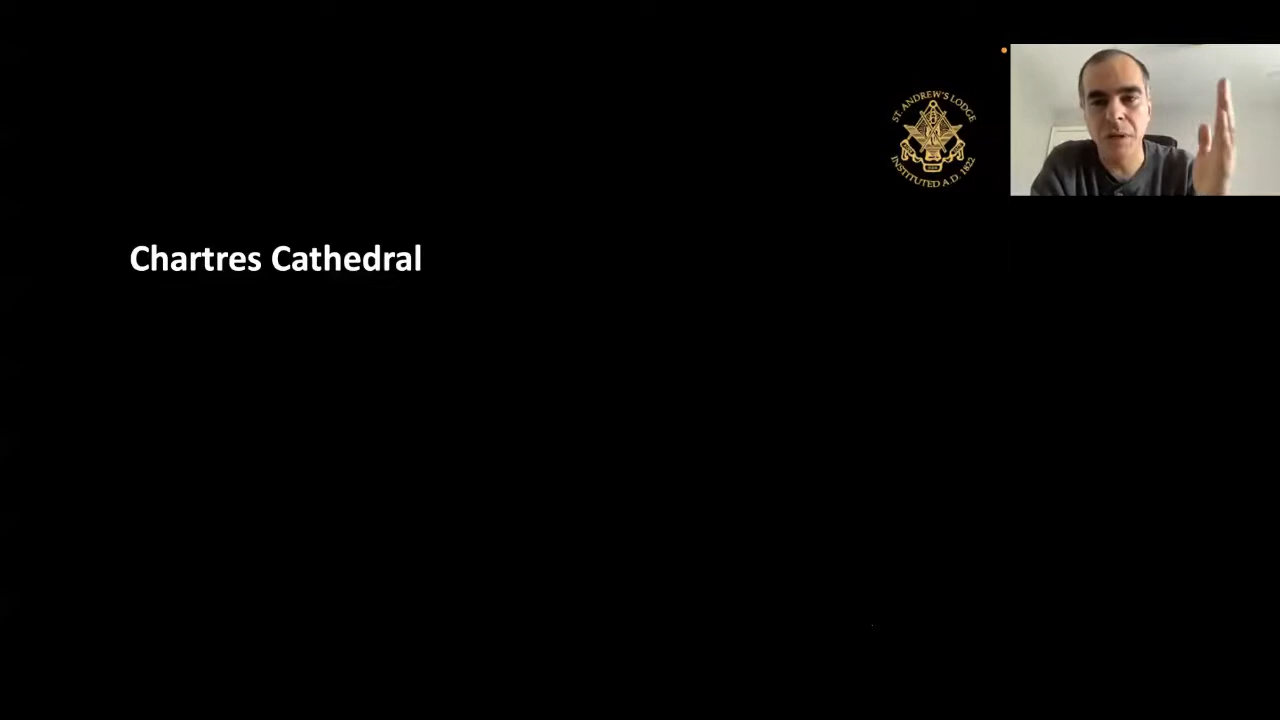 ST. ANDREW'S LODGE
INSTITUTED A.D. 1822
Chartres Cathedral